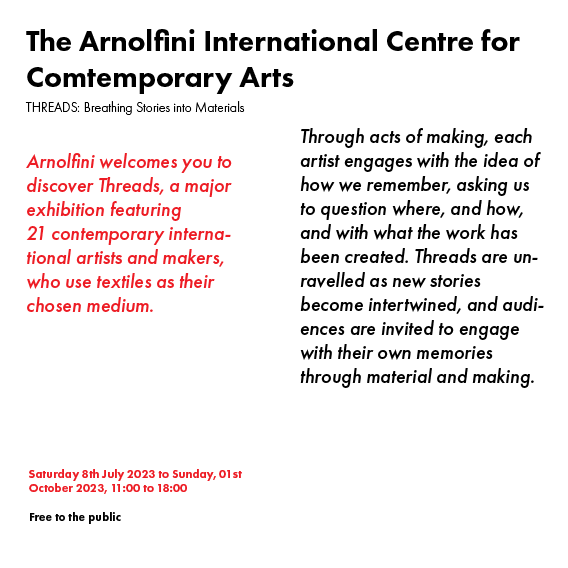 The Arnolfini International Centre for
Comtemporary Arts
THREADS: Breathing Stories into Materials
Arnolfini welcomes you to
discover Threads, a major
exhibition featuring
21 contemporary interna-
tional artists and makers,
who use textiles as their
chosen medium.
Through acts of making, each
artist engages with the idea of
how we remember, asking us
to question where, and how,
and with what the work has
been created. Threads are un-
ravelled as new stories
become intertwined, and audi-
ences are invited to engage
with their own memories
through material and making.
Saturday 8th July 2023 to Sunday, 01st
October 2023, 11:00 to 18:00
Free to the public